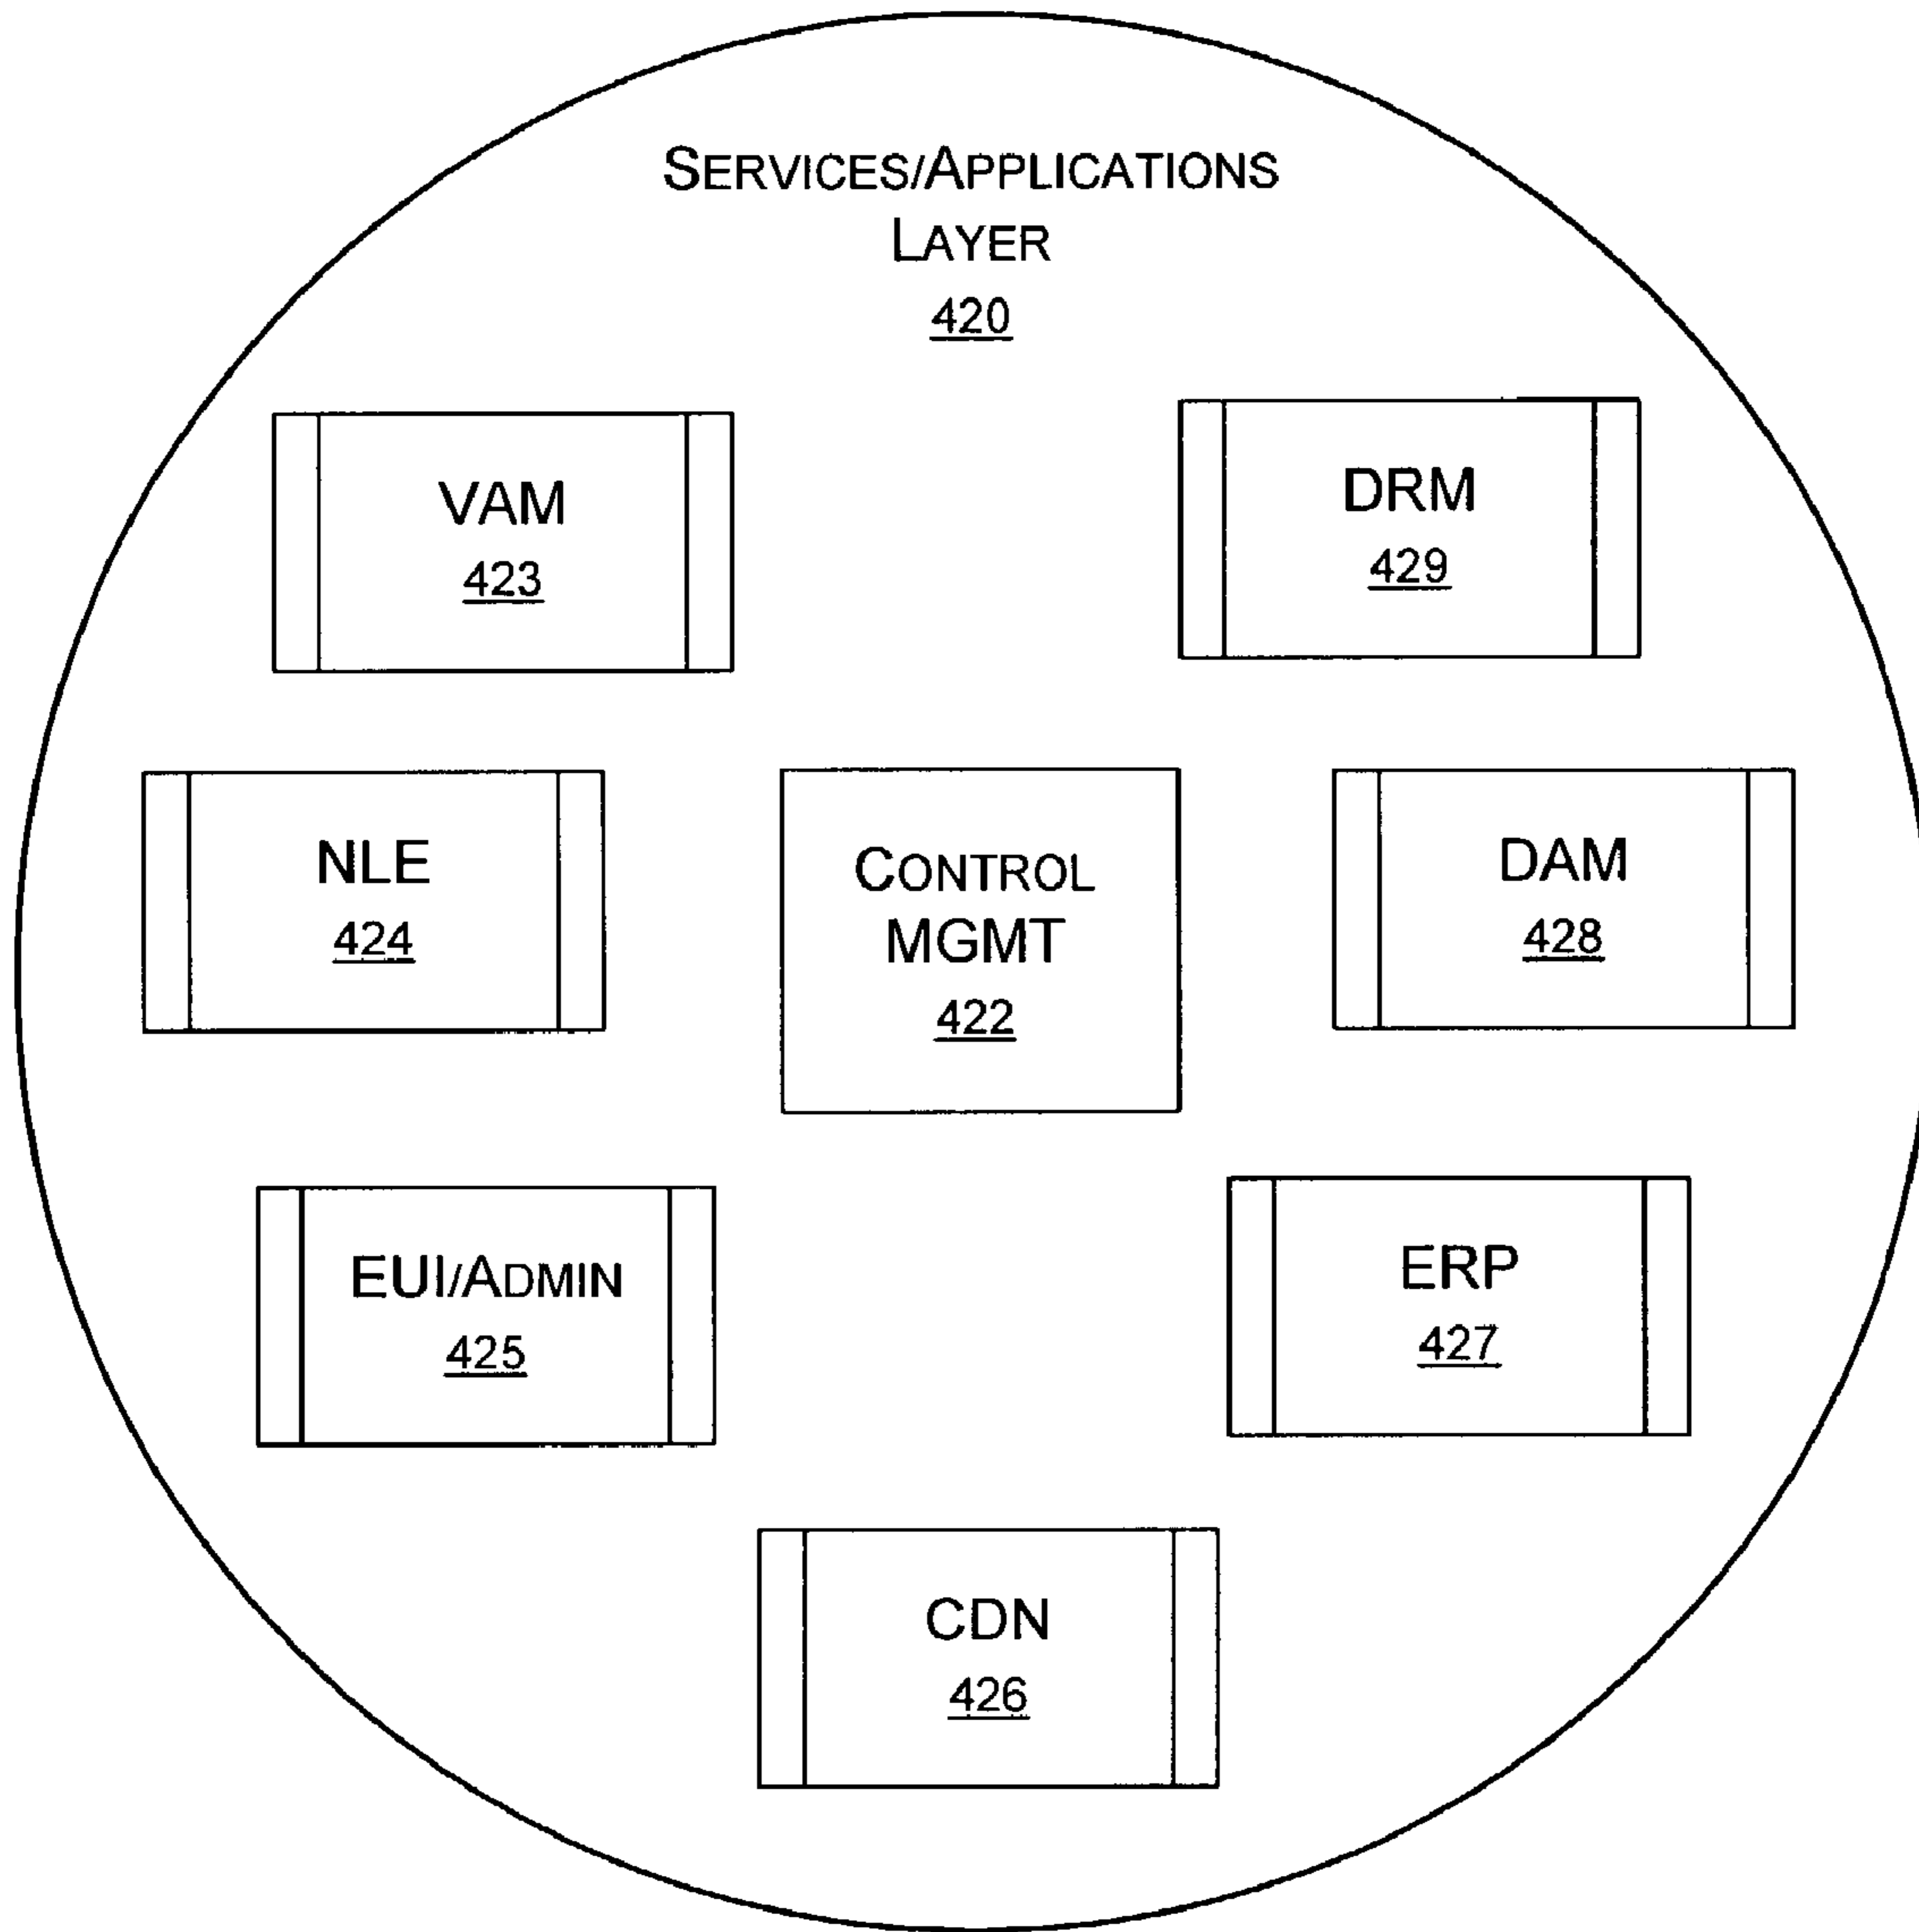 SERVICES/APPLICATIONS
LAYER
420
VAM
423
DRM
429
NLE
424
CONTROL
MGMT
422
DAM
428
EUI/ADMIN
425
ERP
427
CDN
426